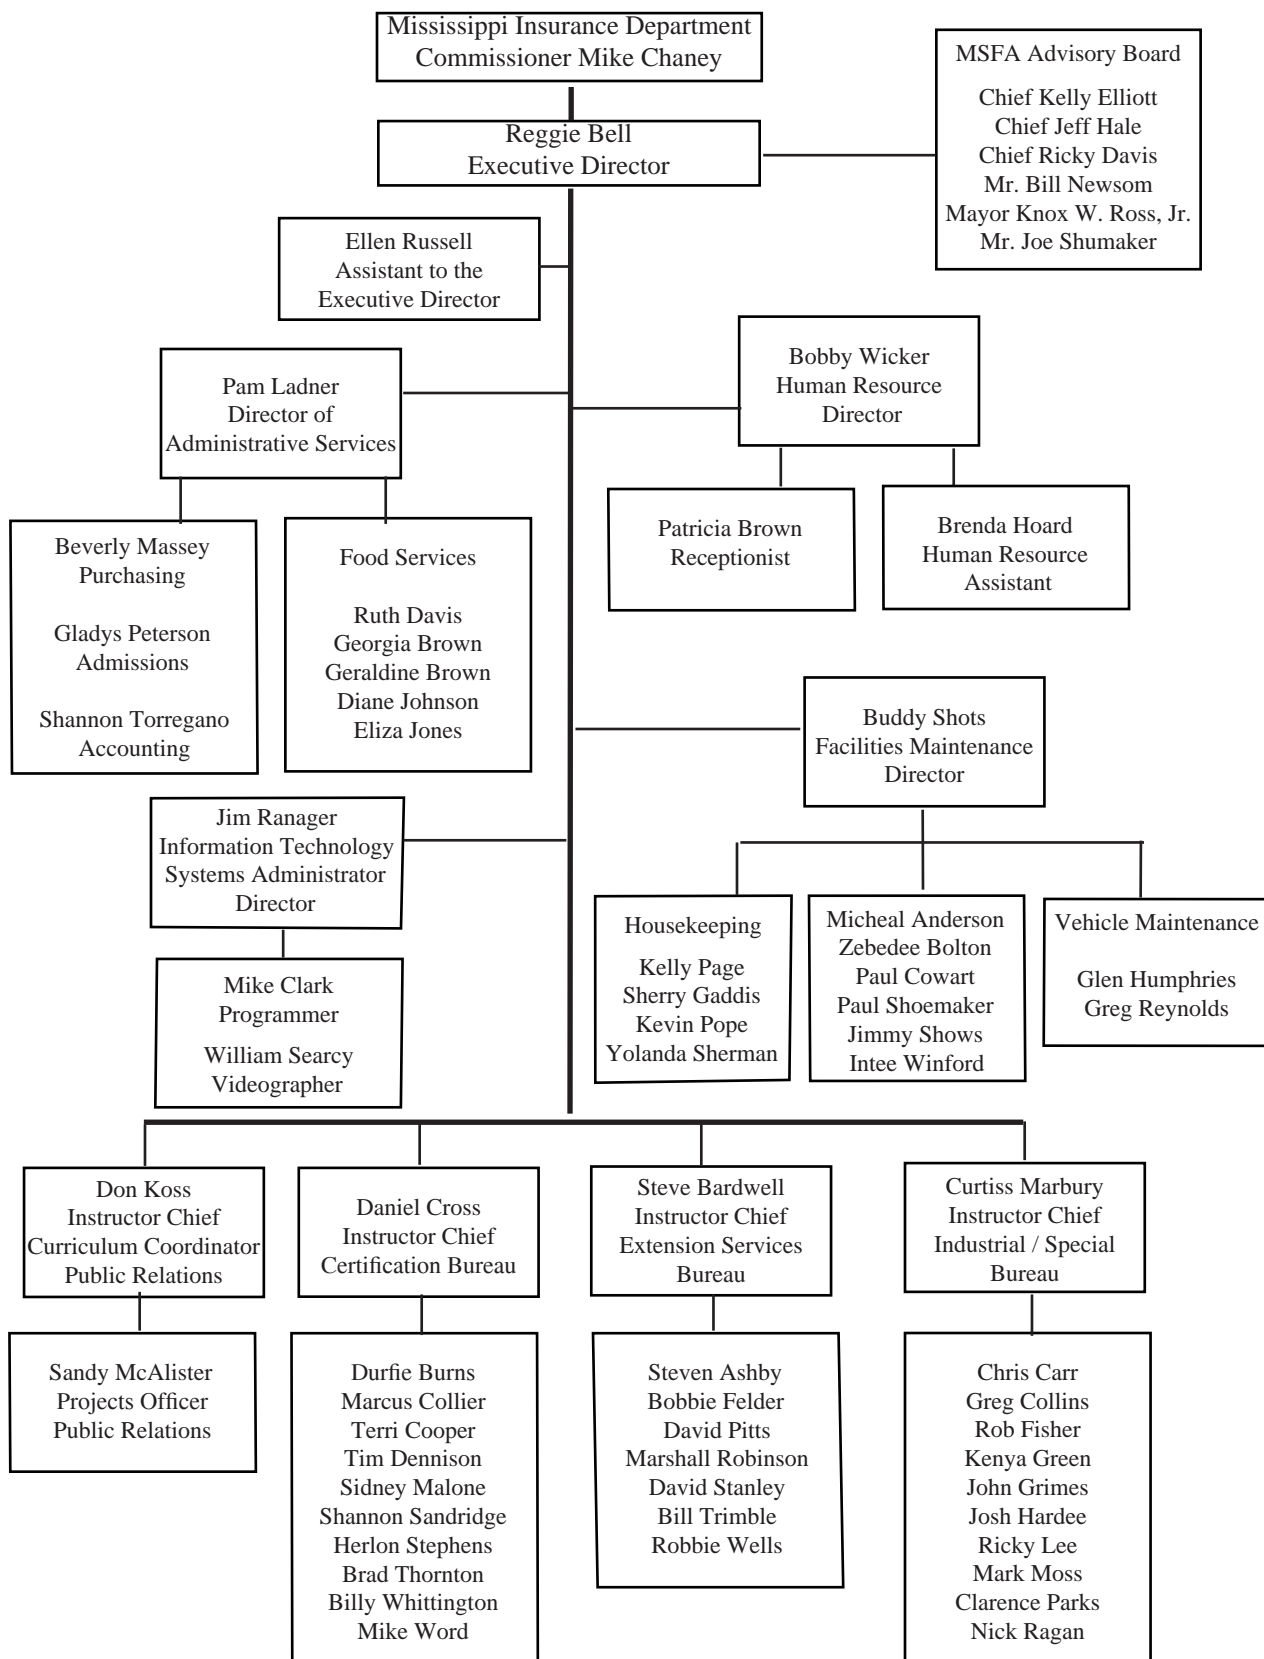 Mississippi Insurance Department
Commissioner Mike Chaney
MSFA Advisory Board
Chief Kelly Elliott
Chief Jeff Hale
Chief Ricky Davis
Mr. Bill Newsom
Mayor Knox W. Ross, Jr.
Mr. Joe Shumaker
Reggie Bell
Executive Director
Ellen Russell
Assistant to the
Executive Director
Pam Ladner
Director of
Administrative Services
Bobby Wicker
Human Resource
Director
Beverly Massey
Purchasing
Gladys Peterson
Admissions
Shannon Torregano
Accounting
Food Services
Ruth Davis
Georgia Brown
Geraldine Brown
Diane Johnson
Eliza Jones
Patricia Brown
Receptionist
Brenda Hoard
Human Resource
Assistant
Buddy Shots
Facilities Maintenance
Director
Jim Ranager
Information Technology
Systems Administrator
Director
Mike Clark
Programmer
William Searcy
Videographer
Housekeeping
Kelly Page
Sherry Gaddis
Kevin Pope
Yolanda Sherman
Micheal Anderson
Zebedee Bolton
Paul Cowart
Paul Shoemaker
Jimmy Shows
Intee Winford
Vehicle Maintenance
Glen Humphries
Greg Reynolds
Don Koss
Instructor Chief
Curriculum Coordinator
Public Relations
Daniel Cross
Instructor Chief
Certification Bureau
Steve Bardwell
Instructor Chief
Extension Services
Bureau
Curtiss Marbury
Instructor Chief
Industrial / Special
Bureau
Sandy McAlister
Projects Officer
Public Relations
Durfie Burns
Marcus Collier
Terri Cooper
Tim Dennison
Sidney Malone
Shannon Sandridge
Herlon Stephens
Brad Thornton
Billy Whittington
Mike Word
Steven Ashby
Bobbie Felder
David Pitts
Marshall Robinson
David Stanley
Bill Trimble
Robbie Wells
Chris Carr
Greg Collins
Rob Fisher
Kenya Green
John Grimes
Josh Hardee
Ricky Lee
Mark Moss
Clarence Parks
Nick Ragan